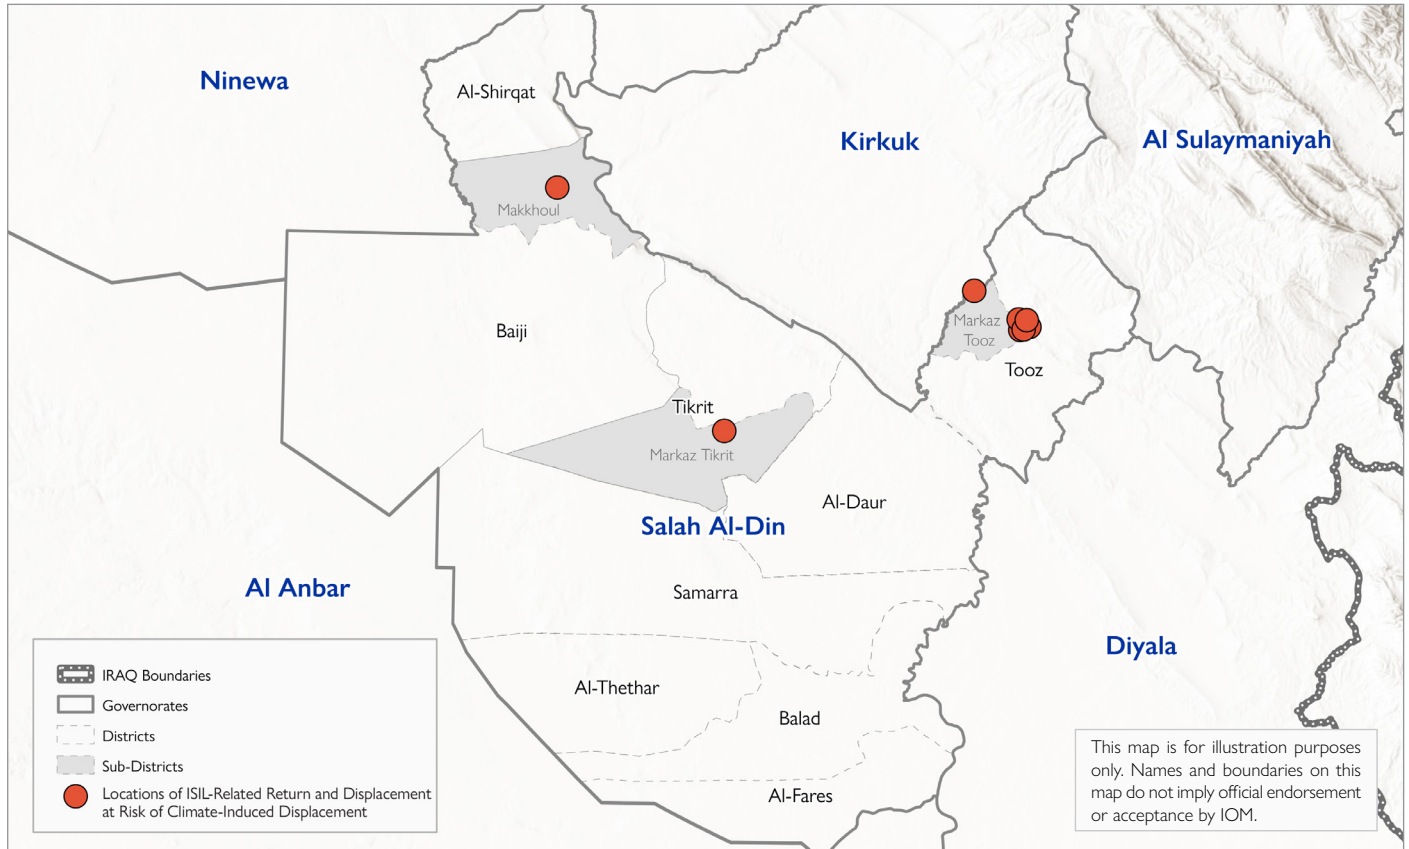 Ninewa
Al-Shirqat
Kirkuk
Al Sulaymaniyah
Makkhoul
Baiji
Markaz
Tooz
Tooz
Tikrit
Markaz Tikrit
Al-Daur
Salah Al-Din
Al Anbar
Samarra
Diyala
Al-Thethar
Balad
Al-Fares
IRAQ Boundaries
Governorates
Districts
Sub-Districts
Locations of ISIL-Related Return and Displacement
at Risk of Climate-Induced Displacement
This map is for illustration purposes
only. Names and boundaries on this
map do not imply official endorsement
or acceptance by IOM.